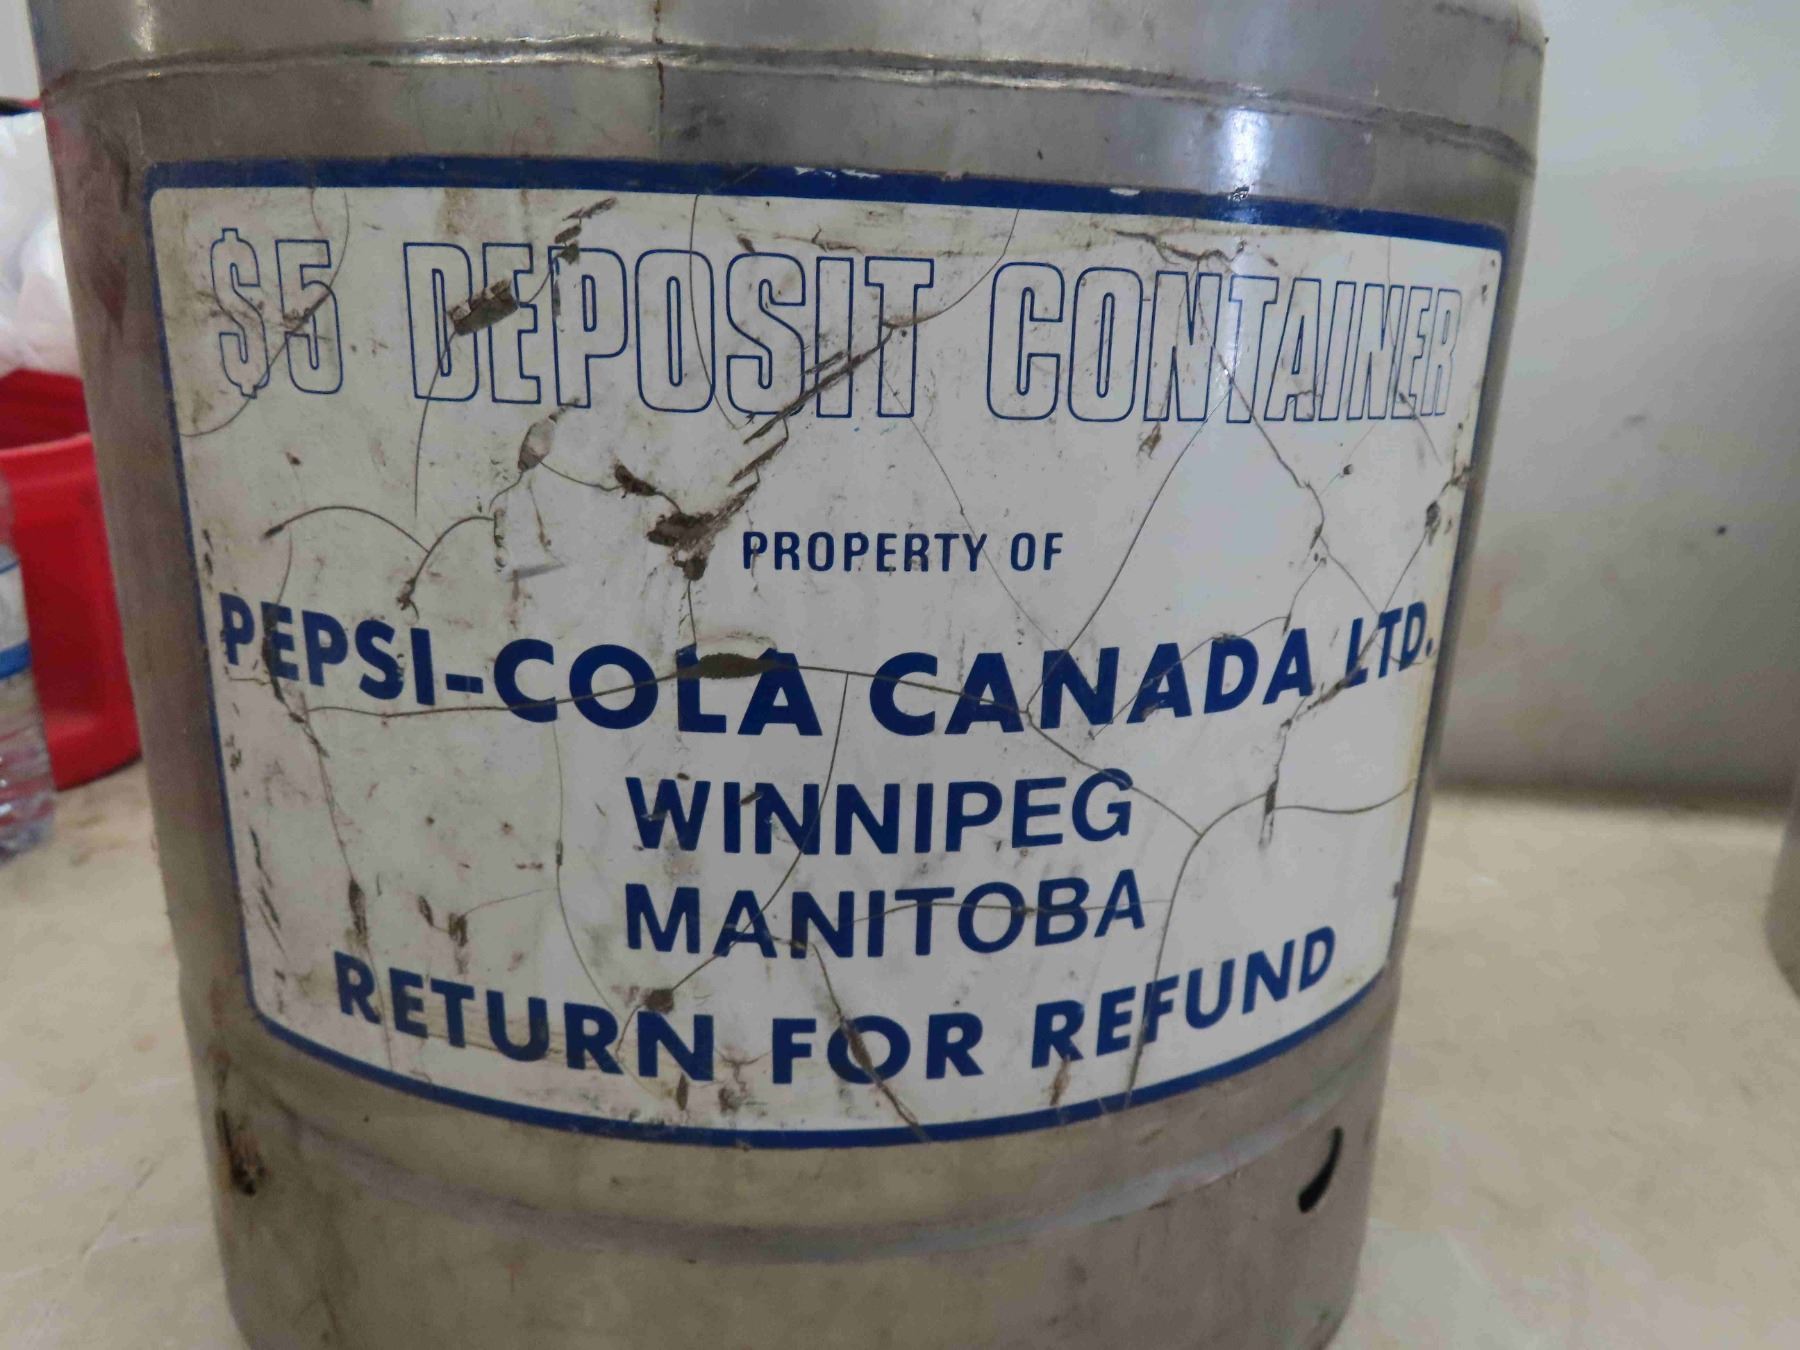 $5 DEPOSIT CONTAINER
PROPERTY OF
PEPSI-COLA CANADA LTD.
WINNIPEG
MANITOBA
RETURN FOR REFUND